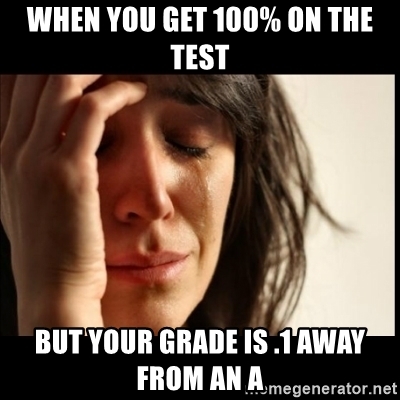 WHEN YOU GET 100% ON THE
TEST
BUT YOUR GRADE IS .1 AWAY
FROM AN A
memegenerator.net